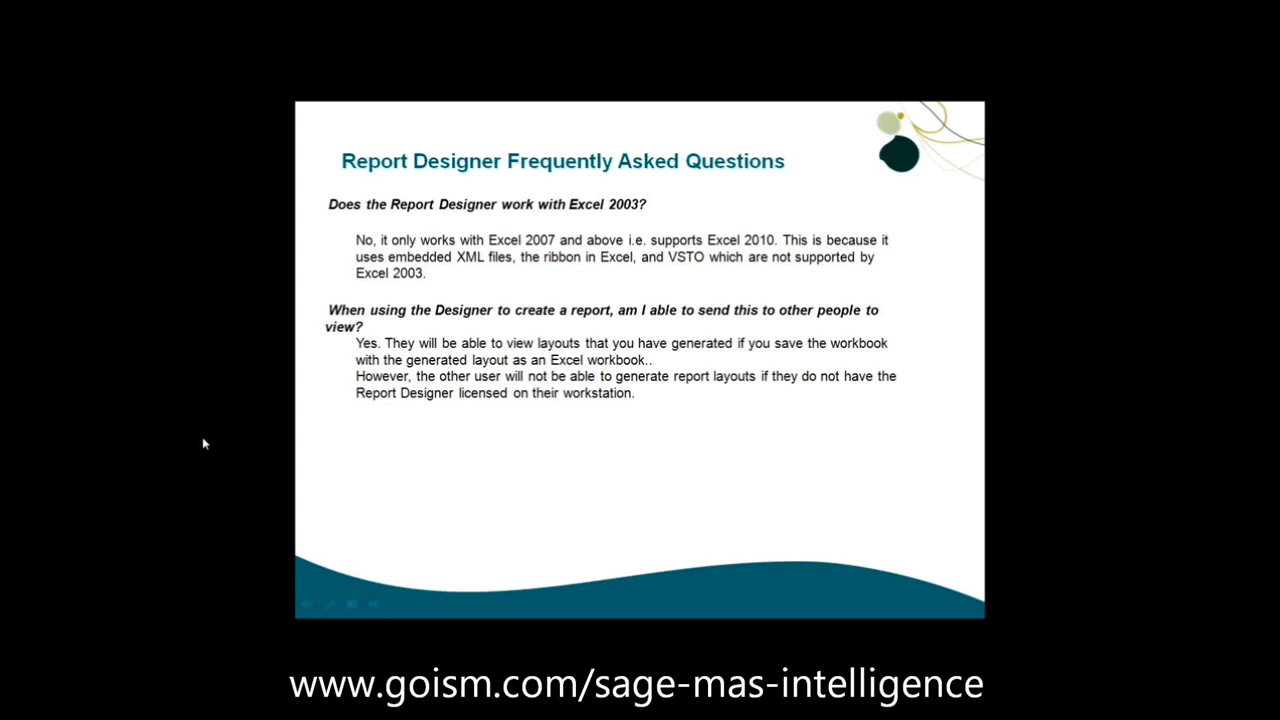 Report Designer Frequently Asked Questions
Does the Report Designer work with Excel 2003?
No, it only works with Excel 2007 and above i.e. supports Excel 2010. This is because it
uses embedded XML files, the ribbon in Excel, and VSTO which are not supported by
Excel 2003.
When using the Designer to create a report, am I able to send this to other people to
view?
Yes. They will be able to view layouts that you have generated if you save the workbook
with the generated layout as an Excel workbook..
However, the other user will not be able to generate report layouts if they do not have the
Report Designer licensed on their workstation.
www.goism.com/sage-mas-intelligence